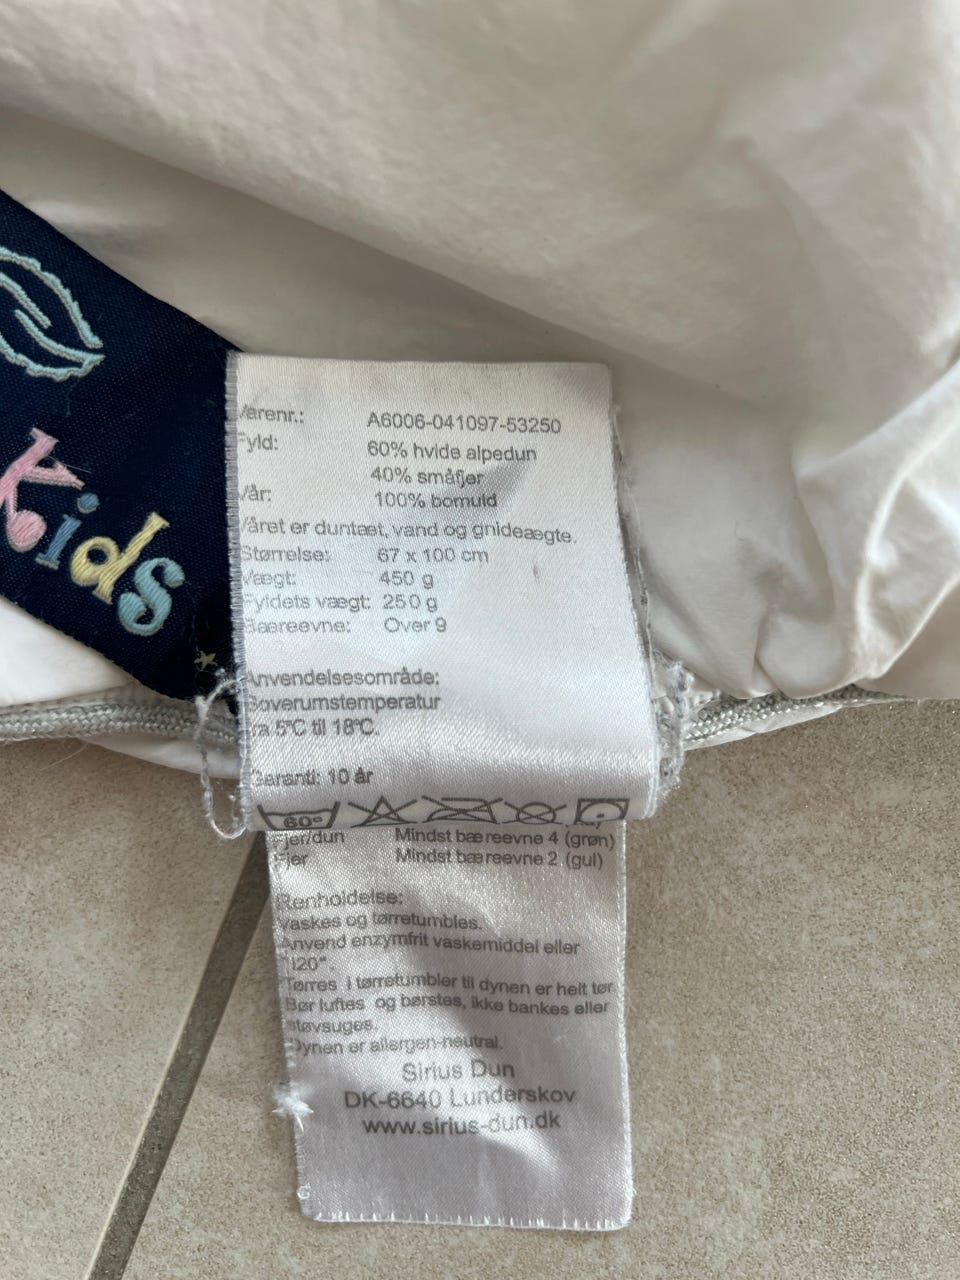 Kids
Varenr.: A6006-041097-53250
Fyld: 60% hvide alpedun
40% småfjer
Vår: 100% bomuld
Våret er duntæt, vand og gnideægte.
Størrelse: 67 x 100 cm
Vægt: 450 g
Fyldets vægt: 250 g
Bæreevne: Over 9
Anvendelsesområde:
Soverumstemperatur
fra 5°C til 18°C.
Garanti: 10 år
60°
Fjer/dun Mindst bæreevne 4 (grøn)
Fjer Mindst bæreevne 2 (gul)
Renholdelse:
Vaskes og tørretumbles.
Anvend enzymfrit vaskemiddel eller
"120".
Tørres i tørretumbler til dynen er helt tør.
Bør luftes og børstes, ikke bankes eller
støvsuges.
Dynen er allergen-neutral.
Sirius Dun
DK-6640 Lunderskov
www.sirius-dun.dk